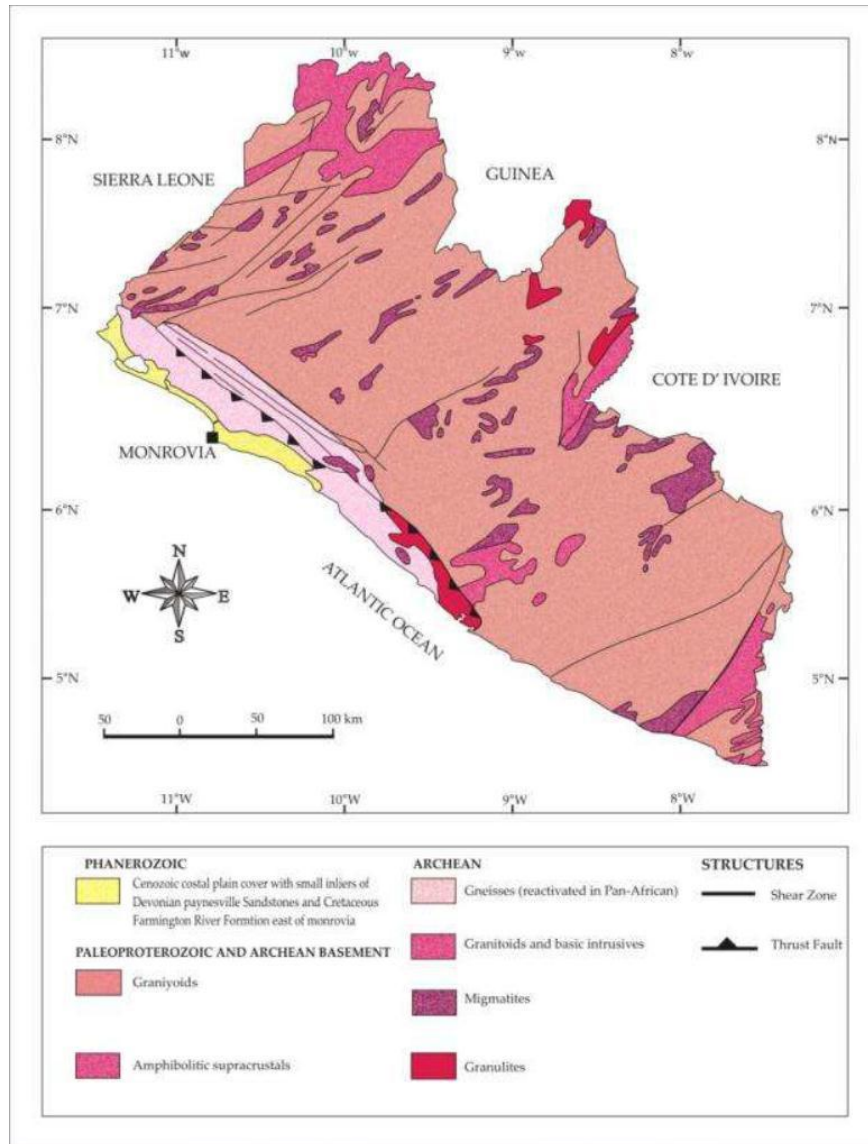 11°W 10°W 9°W 8°W
8°N 8°N
SIERRA LEONE
GUINEA
7°N 7°N
COTE D' IVOIRE
MONROVIA
6°N 6°N
N
W E
S
ATLANTIC OCEAN
5°N 5°N
50 0 50 100 km
11°W 10°W 9°W 8°W
PHANEROZOIC
Cenozoic costal plain cover with small inliers of
Devonian paynesville Sandstones and Cretaceous
Farmington River Formtion east of monrovia
PALEOPROTEROZOIC AND ARCHEAN BASEMENT
Graniyoids
Amphibolitic supracrustals
ARCHEAN
Gneisses (reactivated in Pan-African)
Granitoids and basic intrusives
Migmatites
Granulites
STRUCTURES
Shear Zone
Thrust Fault